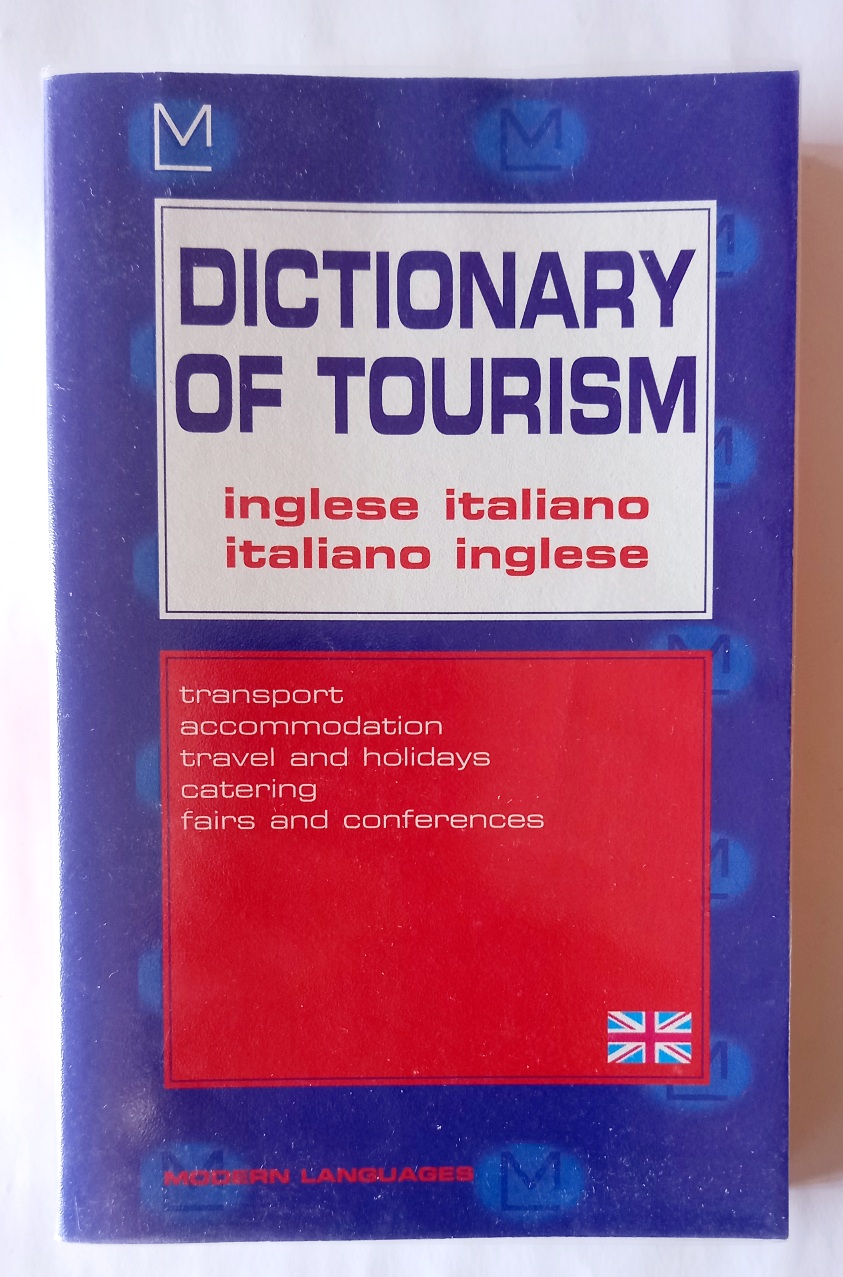 DICTIONARY
OF TOURISM
inglese italiano
italiano inglese
transport
accommodation
travel and holidays
catering
fairs and conferences
MODERN LANGUAGES